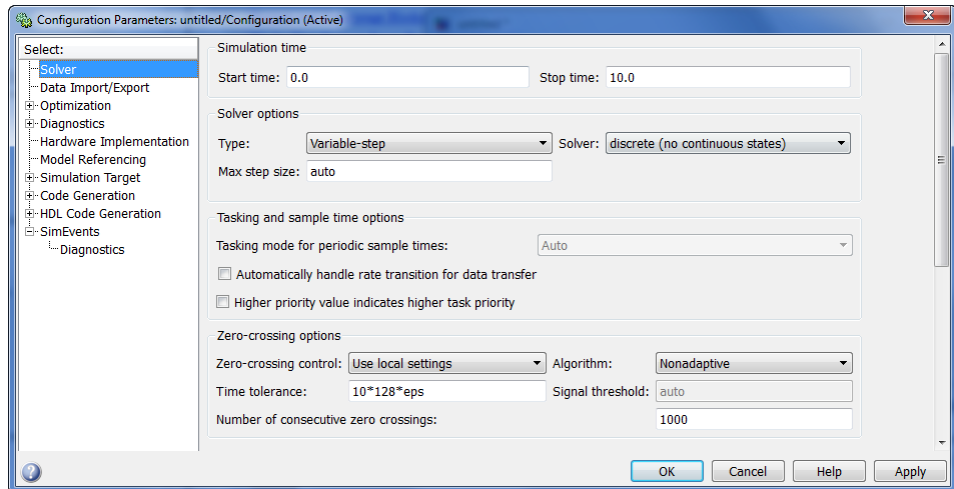 Configuration Parameters: untitled/Configuration (Active)
Select:
Solver
Data Import/Export
Optimization
Diagnostics
Hardware Implementation
Model Referencing
Simulation Target
Code Generation
HDL Code Generation
SimEvents
Diagnostics
Simulation time
Start time: 0.0 Stop time: 10.0
Solver options
Type: Variable-step Solver: discrete (no continuous states)
Max step size: auto
Tasking and sample time options
Tasking mode for periodic sample times: Auto
Automatically handle rate transition for data transfer
Higher priority value indicates higher task priority
Zero-crossing options
Zero-crossing control: Use local settings Algorithm: Nonadaptive
Time tolerance: 10*128*eps Signal threshold: auto
Number of consecutive zero crossings: 1000
OK Cancel Help Apply